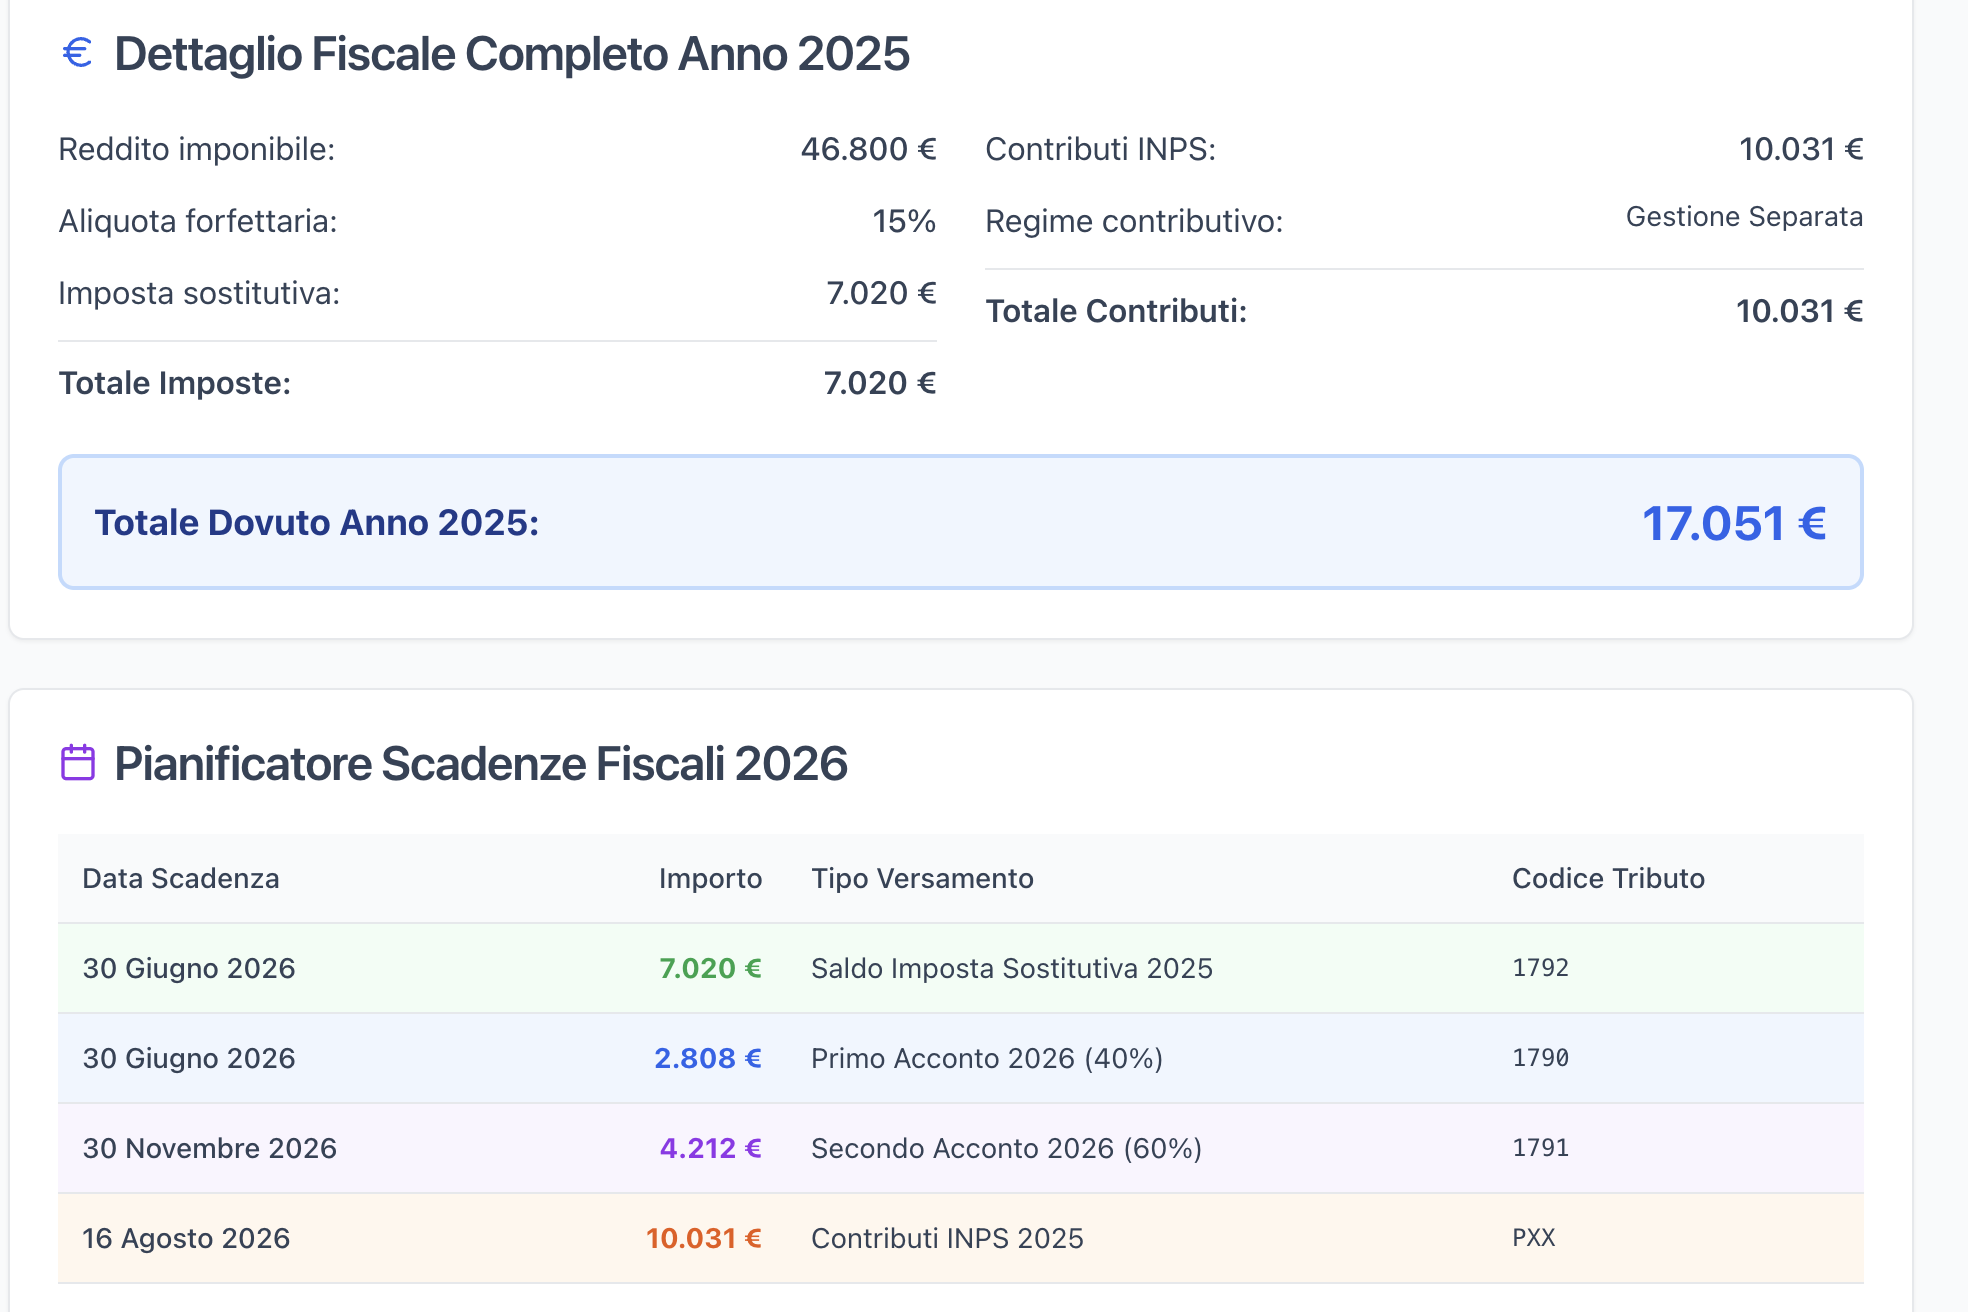 € Dettaglio Fiscale Completo Anno 2025
Reddito imponibile: 46.800 €
Aliquota forfettaria: 15%
Imposta sostitutiva: 7.020 €
Totale Imposte: 7.020 €
Contributi INPS: 10.031 €
Regime contributivo: Gestione Separata
Totale Contributi: 10.031 €
Totale Dovuto Anno 2025: 17.051 €
Pianificatore Scadenze Fiscali 2026
Data Scadenza Importo Tipo Versamento Codice Tributo
30 Giugno 2026 7.020 € Saldo Imposta Sostitutiva 2025 1792
30 Giugno 2026 2.808 € Primo Acconto 2026 (40%) 1790
30 Novembre 2026 4.212 € Secondo Acconto 2026 (60%) 1791
16 Agosto 2026 10.031 € Contributi INPS 2025 PXX